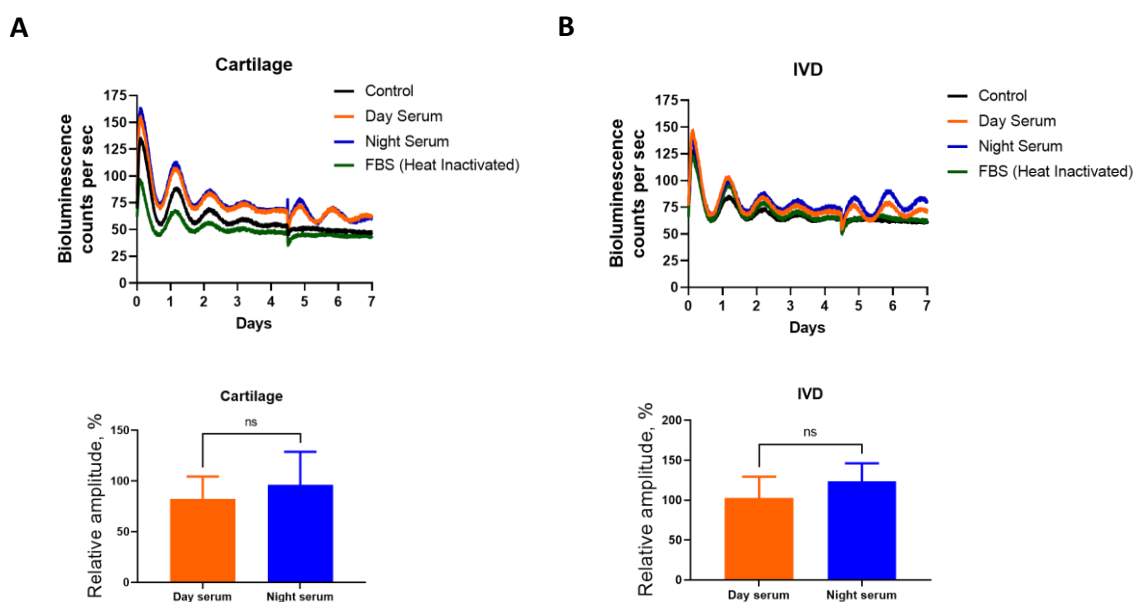 A
Cartilage
Bioluminescence
counts per sec
175
150
125
100
75
50
25
0
0 1 2 3 4 5 6 7
Days
Control
Day Serum
Night Serum
FBS (Heat Inactivated)
B
IVD
Bioluminescence
counts per sec
175
150
125
100
75
50
25
0
0 1 2 3 4 5 6 7
Days
Control
Day Serum
Night Serum
FBS (Heat Inactivated)
Cartilage
Relative amplitude, %
150
100
50
0
ns
Day serum Night serum
IVD
Relative amplitude, %
200
150
100
50
0
ns
Day serum Night serum